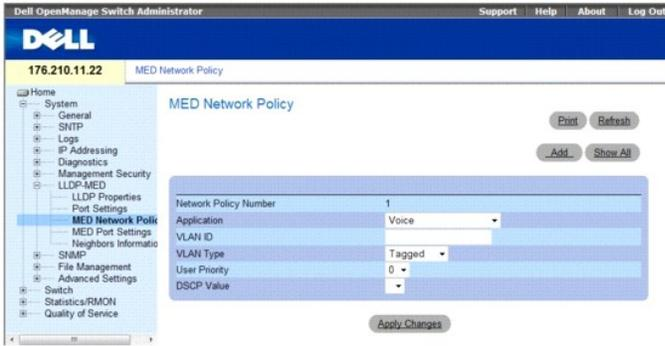 Dell OpenManage Switch Administrator
Support Help About Log Out
DELL
176.210.11.22
MED Network Policy
Home
System
General
SNTP
Logs
IP Addressing
Diagnostics
Management Security
LLDP-MED
LLDP Properties
Port Settings
MED Network Polic
MED Port Settings
Neighbors Informatio
SNMP
File Management
Advanced Settings
Switch
Statistics/RMON
Quality of Service
MED Network Policy
Print Refresh
Add Show All
Network Policy Number 1
Application Voice
VLAN ID
VLAN Type Tagged
User Priority 0
DSCP Value
Apply Changes